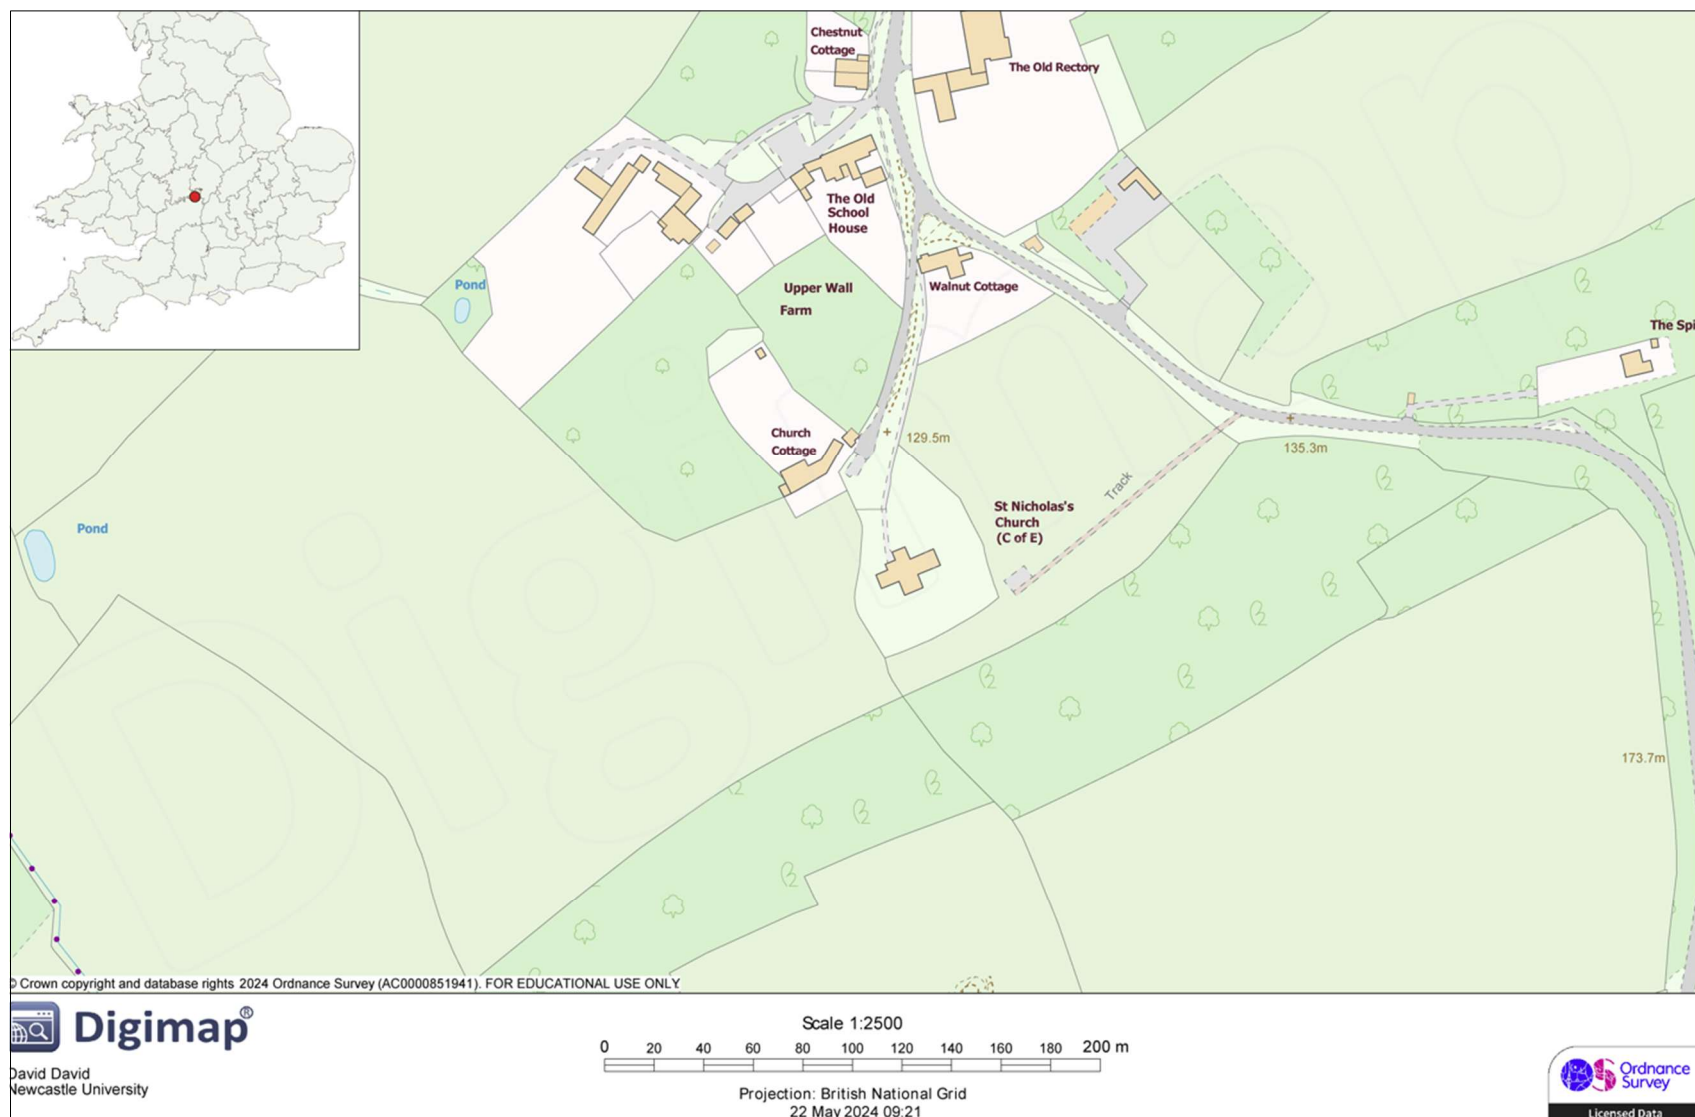 Chestnut
Cottage
The Old Rectory
The Old
School
House
Pond
Upper Wall
Farm
Walnut Cottage
The Spi
Church
Cottage
129.5m
135.3m
Track
St Nicholas's
Church
(C of E)
Pond
173.7m
Digimap
© Crown copyright and database rights 2024 Ordnance Survey (AC0000851941). FOR EDUCATIONAL USE ONLY.
Digimap®
David David
Newcastle University
Scale 1:2500
0 20 40 60 80 100 120 140 160 180 200 m
Projection: British National Grid
22 May 2024 09:21
Ordnance
Survey
Licensed Data